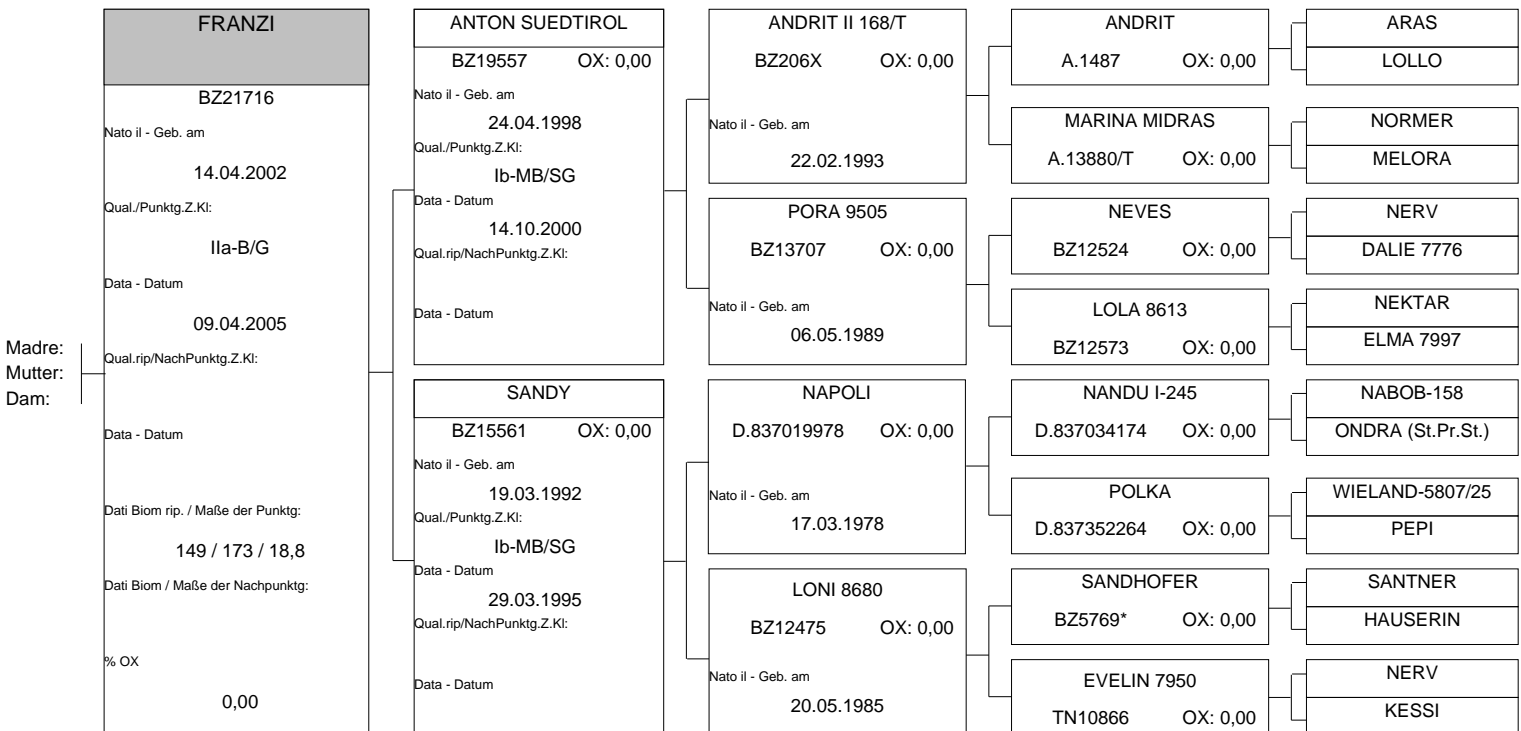 Madre:
Mutter:
Dam:
FRANZI
BZ21716
Nato il - Geb. am
14.04.2002
Qual./Punktg.Z.Kl:
IIa-B/G
Data - Datum
09.04.2005
Qual.rip/NachPunktg.Z.Kl:
Data - Datum
Dati Biom rip. / Maße der Punktg:
149 / 173 / 18,8
Dati Biom / Maße der Nachpunktg:
% OX
0,00
ANTON SUEDTIROL
BZ19557 OX: 0,00
Nato il - Geb. am
24.04.1998
Qual./Punktg.Z.Kl:
Ib-MB/SG
Data - Datum
14.10.2000
Qual.rip/NachPunktg.Z.Kl:
Data - Datum
SANDY
BZ15561 OX: 0,00
Nato il - Geb. am
19.03.1992
Qual./Punktg.Z.Kl:
Ib-MB/SG
Data - Datum
29.03.1995
Qual.rip/NachPunktg.Z.Kl:
Data - Datum
ANDRIT II 168/T
BZ206X OX: 0,00
Nato il - Geb. am
22.02.1993
PORA 9505
BZ13707 OX: 0,00
Nato il - Geb. am
06.05.1989
NAPOLI
D.837019978 OX: 0,00
Nato il - Geb. am
17.03.1978
LONI 8680
BZ12475 OX: 0,00
Nato il - Geb. am
20.05.1985
ANDRIT
A.1487 OX: 0,00
MARINA MIDRAS
A.13880/T OX: 0,00
NEVES
BZ12524 OX: 0,00
LOLA 8613
BZ12573 OX: 0,00
NANDU I-245
D.837034174 OX: 0,00
POLKA
D.837352264 OX: 0,00
SANDHOFER
BZ5769* OX: 0,00
EVELIN 7950
TN10866 OX: 0,00
ARAS
LOLLO
NORMER
MELORA
NERV
DALIE 7776
NEKTAR
ELMA 7997
NABOB-158
ONDRA (St.Pr.St.)
WIELAND-5807/25
PEPI
SANTNER
HAUSERIN
NERV
KESSI